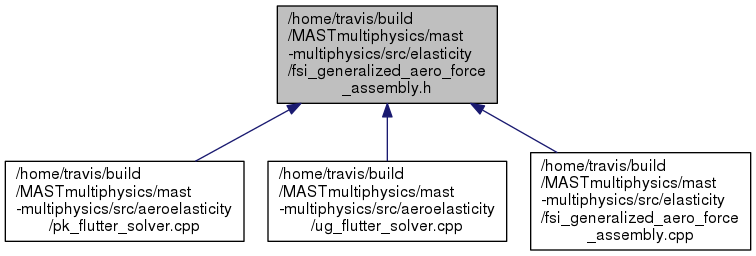 /home/travis/build
/MASTmultiphysics/mast
-multiphysics/src/elasticity
/fsi_generalized_aero_force
_assembly.h
/home/travis/build
/MASTmultiphysics/mast
-multiphysics/src/aeroelasticity
/pk_flutter_solver.cpp
/home/travis/build
/MASTmultiphysics/mast
-multiphysics/src/aeroelasticity
/ug_flutter_solver.cpp
/home/travis/build
/MASTmultiphysics/mast
-multiphysics/src/elasticity
/fsi_generalized_aero_force
_assembly.cpp